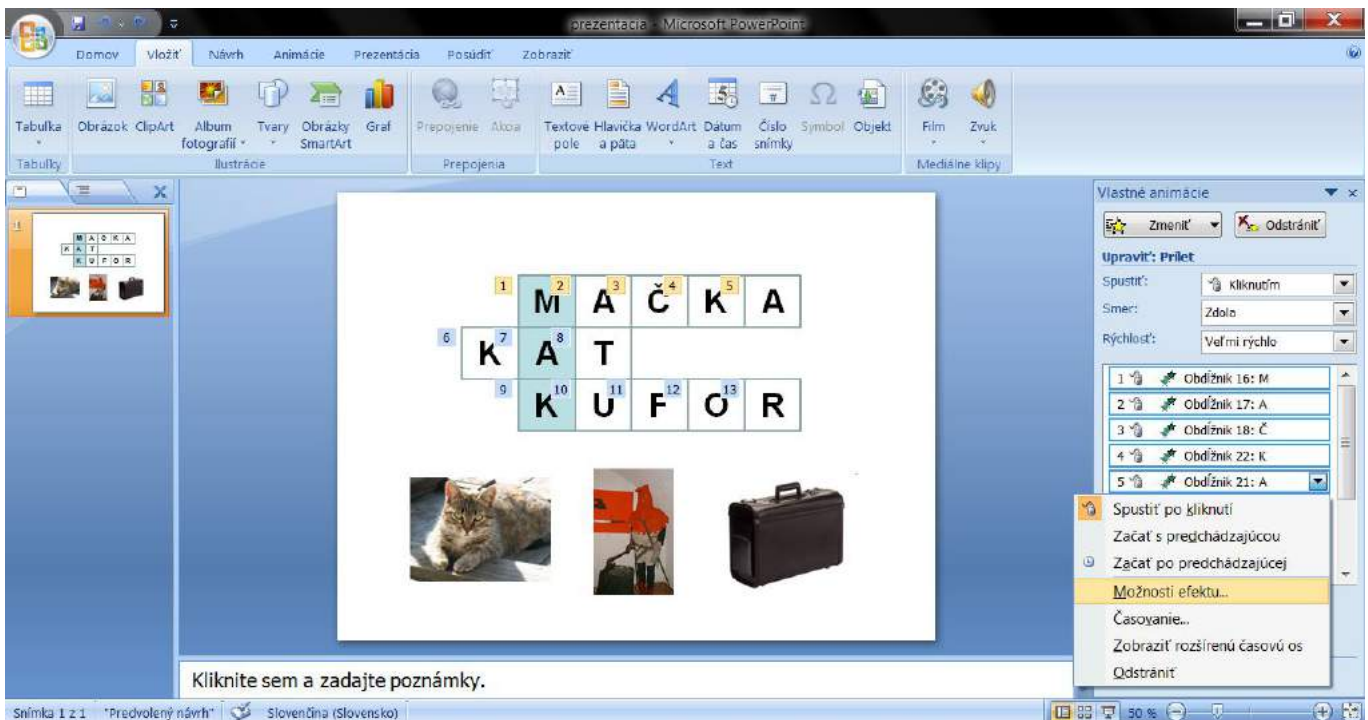 prezentacia - Microsoft PowerPoint
Domov Vložiť Návrh Animácie Prezentácia Posúdiť Zobraziť
Tabuľka Obrázok ClipArt Album fotografií Tvary Obrázky SmartArt Graf Prepojenie Akcia Textové pole Hlavička a päta WordArt Dátum a čas Číslo snímky Symbol Objekt Film Zvuk
Tabuľky Ilustrácie Prepojenia Text Mediálne klipy
1
M A Č K A
K A T
K U F O R
1 2 3 4 5
M A Č K A
6 7 8
K A T
9 10 11 12 13
K U F O R
Kliknite sem a zadajte poznámky.
Vlastné animácie
Zmeniť Odstrániť
Upraviť: Prílet
Spustiť: Kliknutím
Smer: Zdola
Rýchlosť: Veľmi rýchlo
1 Obdĺžnik 16: M
2 Obdĺžnik 17: A
3 Obdĺžnik 18: Č
4 Obdĺžnik 22: K
5 Obdĺžnik 21: A
Spustiť po kliknutí
Začať s predchádzajúcou
Začať po predchádzajúcej
Možnosti efektu...
Časovanie...
Zobraziť rozšírenú časovú os
Odstrániť
Snímka 1 z 1 "Predvolený návrh" Slovenčina (Slovensko) 50 %